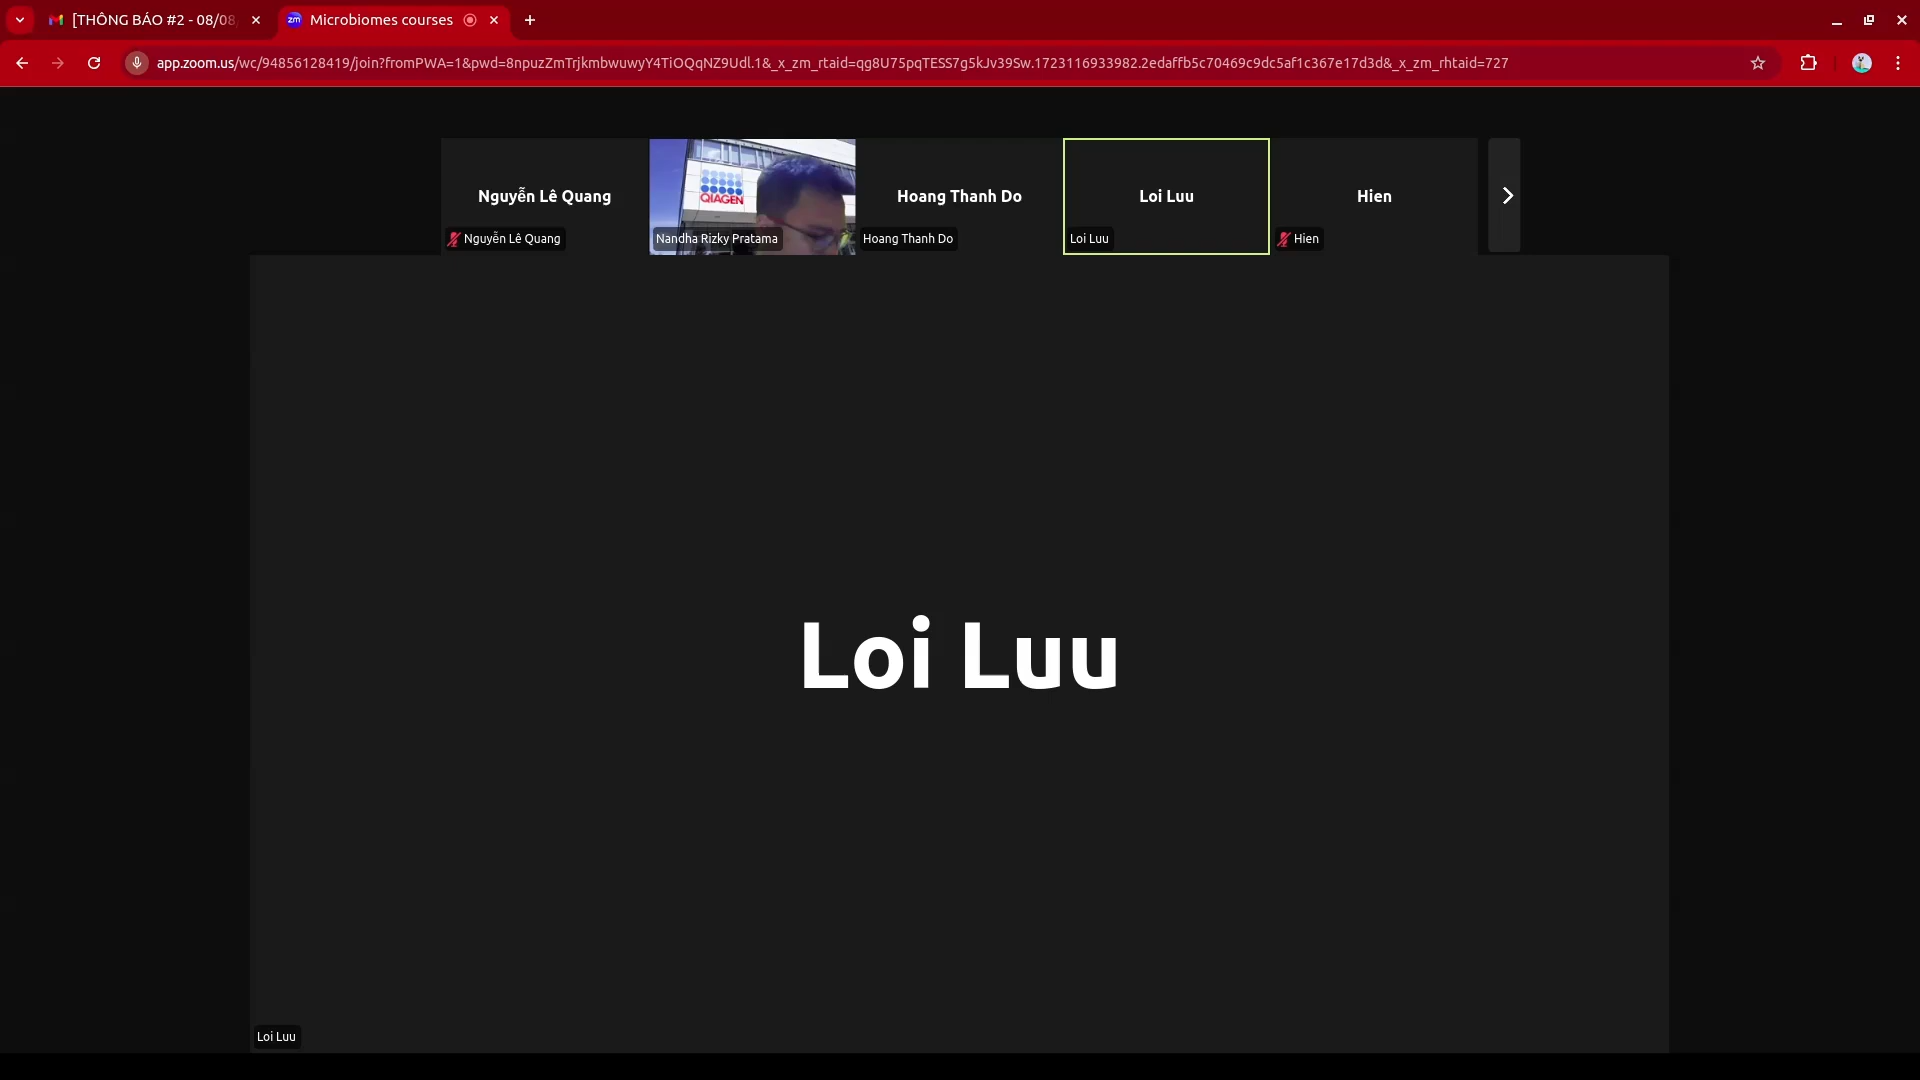 [THÔNG BÁO #2 - 08/08
Microbiomes courses
app.zoom.us/wc/94856128419/join?fromPWA=1&pwd=8npuzZmTrjkmbwuwyY4TiOQqNZ9Udl.1&_x_zm_rtaid=qg8U75pqTESS7g5kJv39Sw.1723116933982.2edaffb5c70469c9dc5af1c367e17d3d&_x_zm_rhtaid=727
Nguyễn Lê Quang
Nguyễn Lê Quang
QIAGEN
Nandha Rizky Pratama
Hoang Thanh Do
Hoang Thanh Do
Loi Luu
Loi Luu
Hien
Hien
Loi Luu
Loi Luu